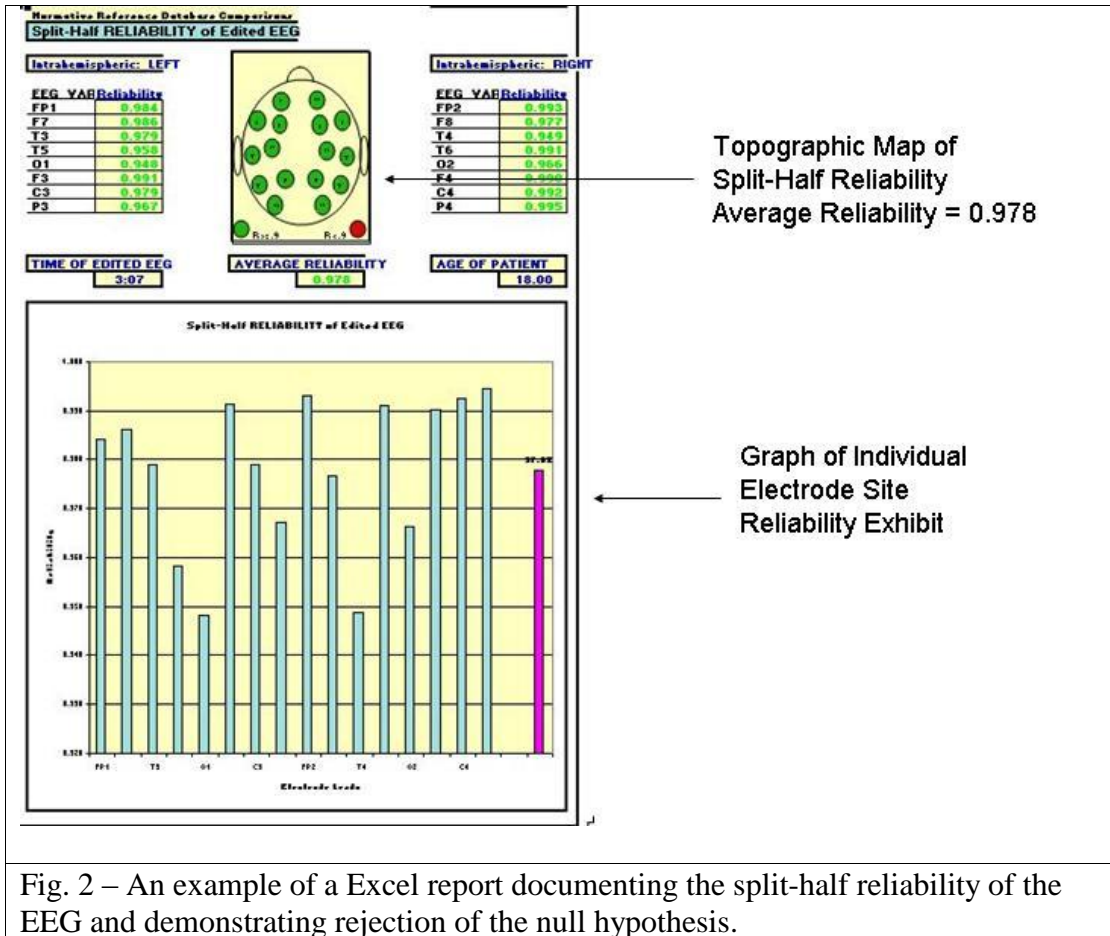 Normative Reference Database Comparisons
Split-Half RELIABILITY of Edited EEG
Intrahemispheric: LEFT
EEG VAR Reliability
FP1 0.984
F7 0.986
T3 0.979
T5 0.958
O1 0.948
F3 0.991
C3 0.979
P3 0.967
Intrahemispheric: RIGHT
EEG VAR Reliability
FP2 0.993
F8 0.977
T4 0.949
T6 0.991
O2 0.966
F4 0.990
C4 0.992
P4 0.995
Topographic Map of
Split-Half Reliability
Average Reliability = 0.978
TIME OF EDITED EEG
3:07
AVERAGE RELIABILITY
0.978
AGE OF PATIENT
18.00
Split-Half RELIABILITY of Edited EEG
Reliability
FP1 T3 O1 C3 FP2 T4 O2 C4
Electrode Leads
Graph of Individual
Electrode Site
Reliability Exhibit
Fig. 2 – An example of a Excel report documenting the split-half reliability of the
EEG and demonstrating rejection of the null hypothesis.